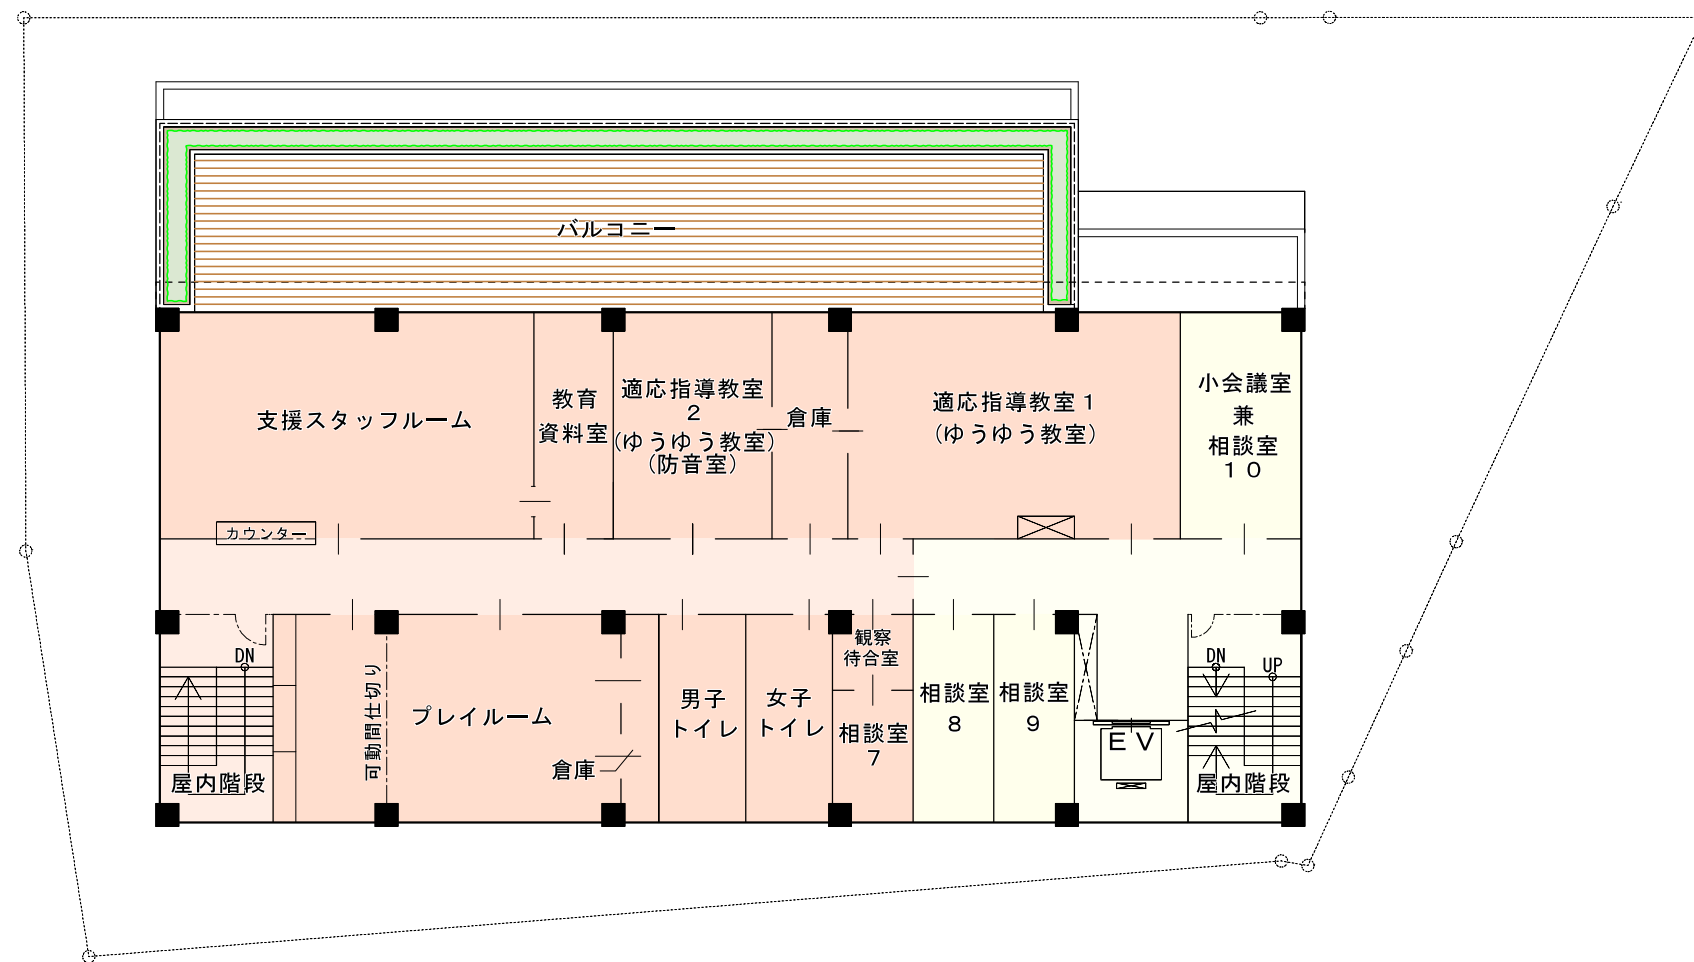 バルコニー
支援スタッフルーム
教育
資料室
適応指導教室
２
(ゆうゆう教室)
(防音室)
倉庫
適応指導教室１
(ゆうゆう教室)
小会議室
兼
相談室
１０
カウンター
DN
屋内階段
可動間仕切り
プレイルーム
倉庫
男子
トイレ
女子
トイレ
観察
待合室
相談室
７
相談室
８
相談室
９
ＥＶ
DN
UP
屋内階段